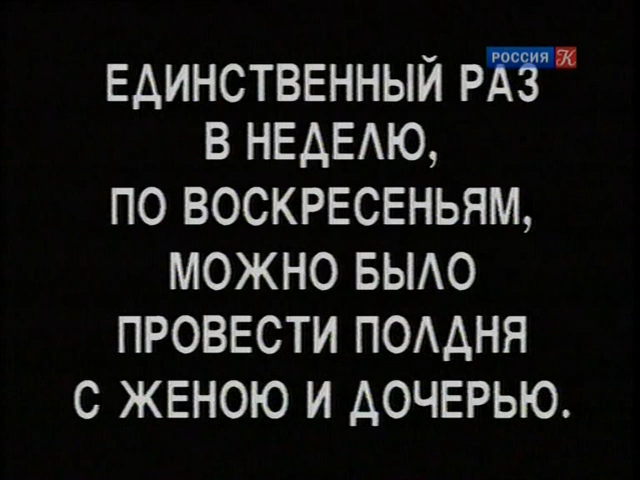 РОССИЯ К
ЕДИНСТВЕННЫЙ РАЗ
В НЕДЕЛЮ,
ПО ВОСКРЕСЕНЬЯМ,
МОЖНО БЫЛО
ПРОВЕСТИ ПОЛДНЯ
С ЖЕНОЮ И ДОЧЕРЬЮ.